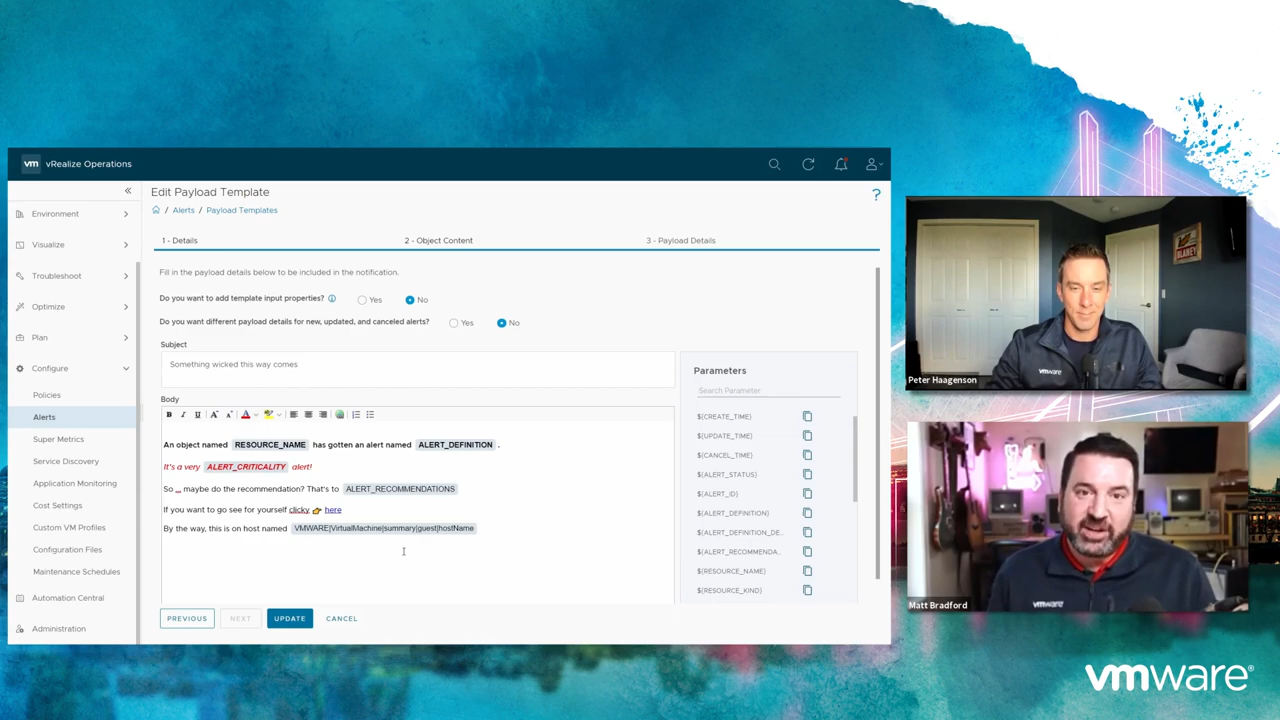 vm vRealize Operations
Edit Payload Template
Alerts / Payload Templates
?
Environment
Visualize
Troubleshoot
Optimize
Plan
Configure
Policies
Alerts
Super Metrics
Service Discovery
Application Monitoring
Cost Settings
Custom VM Profiles
Configuration Files
Maintenance Schedules
Automation Central
Administration
1 - Details 2 - Object Content 3 - Payload Details
Fill in the payload details below to be included in the notification.
Do you want to add template input properties? Yes No
Do you want different payload details for new, updated, and canceled alerts? Yes No
Subject
Something wicked this way comes
Body
B I U A A A
An object named RESOURCE_NAME has gotten an alert named ALERT_DEFINITION .
It's a very ALERT_CRITICALITY alert!
So ... maybe do the recommendation? That's to ALERT_RECOMMENDATIONS
If you want to go see for yourself clicky 👉 here
By the way, this is on host named VMWARE|VirtualMachine|summary|guest|hostName
Parameters
Search Parameter
${CREATE_TIME}
${UPDATE_TIME}
${CANCEL_TIME}
${ALERT_STATUS}
${ALERT_ID}
${ALERT_DEFINITION}
${ALERT_DEFINITION_DE...
${ALERT_RECOMMENDA...
${RESOURCE_NAME}
${RESOURCE_KIND}
PREVIOUS NEXT UPDATE CANCEL
BLANEY
vmware
Peter Haagenson
vmware
Matt Bradford
vmware®